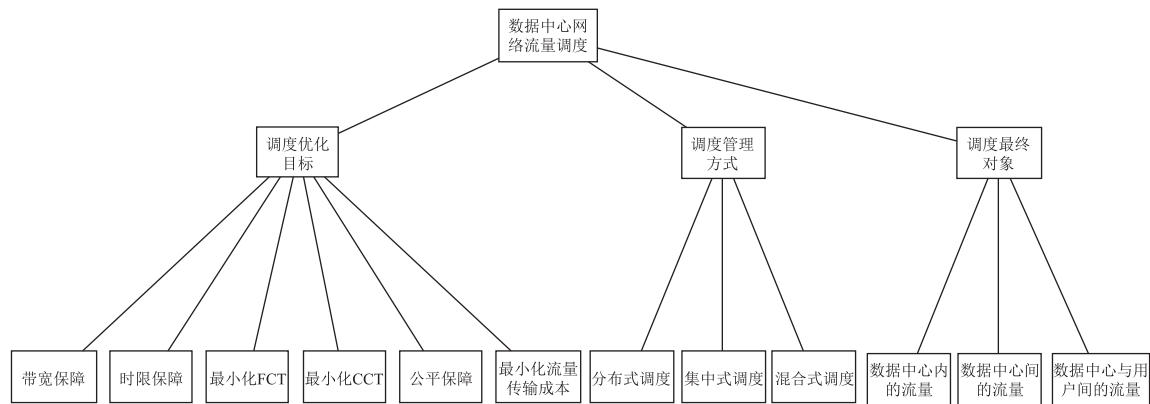 数据中心网
络流量调度
调度优化
目标
调度管理
方式
调度最终
对象
带宽保障
时限保障
最小化FCT
最小化CCT
公平保障
最小化流量
传输成本
分布式调度
集中式调度
混合式调度
数据中心内
的流量
数据中心间
的流量
数据中心与用
户间的流量